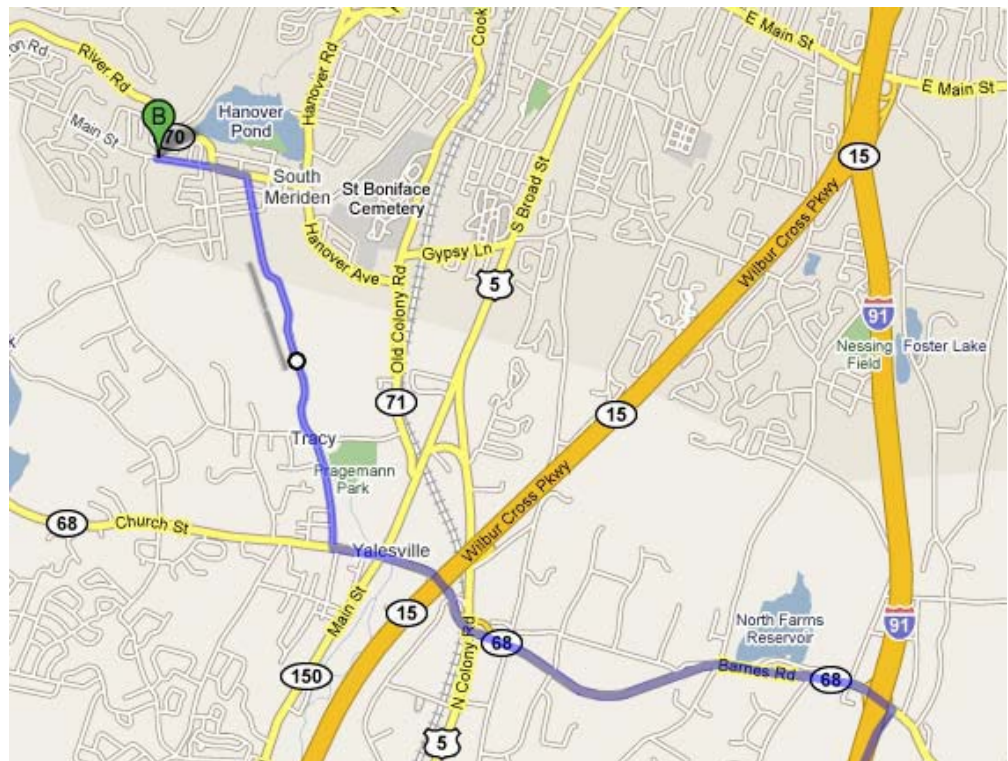 River Rd
on Rd
Main St
B
70
Hanover
Pond
Hanover Rd
Cook
E Main St
E Main St
South
Meriden
St Boniface
Cemetery
S Broad St
15
Wilbur Cross Pkwy
Gypsy Ln
Hanover Ave
5
Old Colony Rd
91
Nessing
Field
Foster Lake
71
15
Tracy
Pragemann
Park
68
Church St
Yalesville
Wilbur Cross Pkwy
15
Main St
150
N Colony Rd
68
North Farms
Reservoir
91
Barnes Rd
68
5